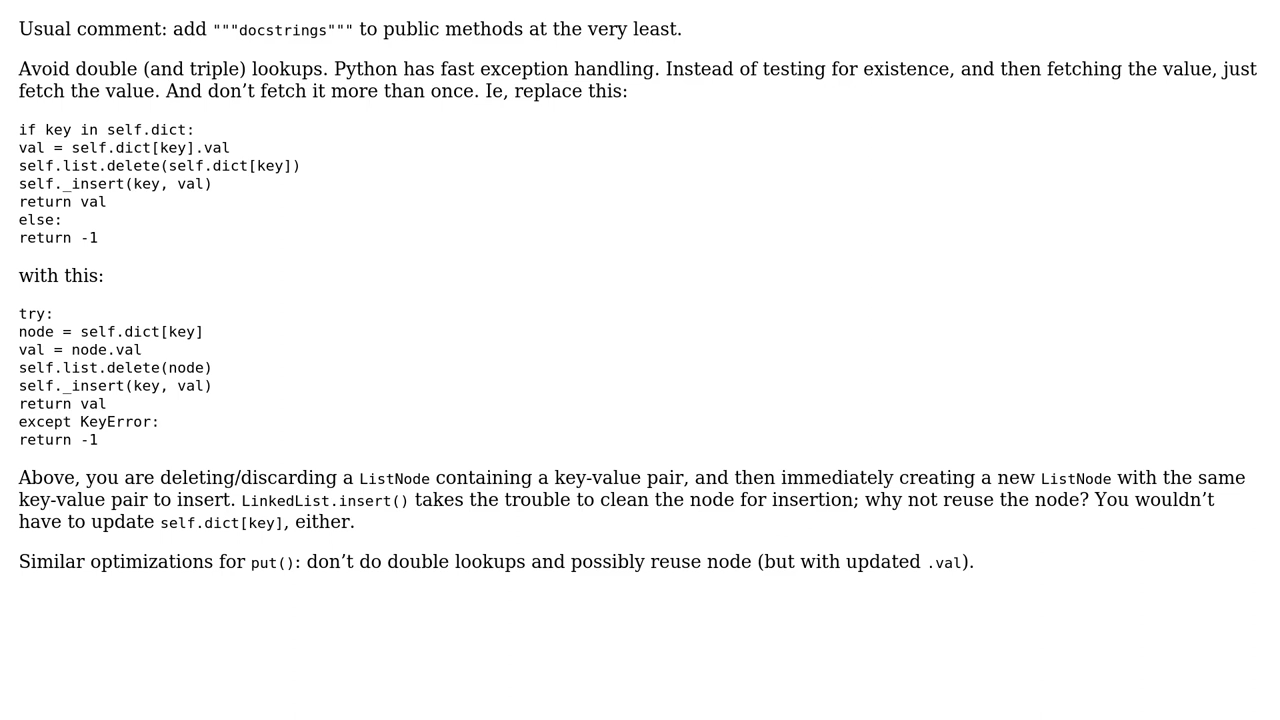 Usual comment: add """docstrings""" to public methods at the very least.
Avoid double (and triple) lookups. Python has fast exception handling. Instead of testing for existence, and then fetching the value, just
fetch the value. And don’t fetch it more than once. Ie, replace this:
if key in self.dict:
val = self.dict[key].val
self.list.delete(self.dict[key])
self._insert(key, val)
return val
else:
return -1
with this:
try:
node = self.dict[key]
val = node.val
self.list.delete(node)
self._insert(key, val)
return val
except KeyError:
return -1
Above, you are deleting/discarding a ListNode containing a key-value pair, and then immediately creating a new ListNode with the same
key-value pair to insert. LinkedList.insert() takes the trouble to clean the node for insertion; why not reuse the node? You wouldn’t
have to update self.dict[key], either.
Similar optimizations for put(): don’t do double lookups and possibly reuse node (but with updated .val).